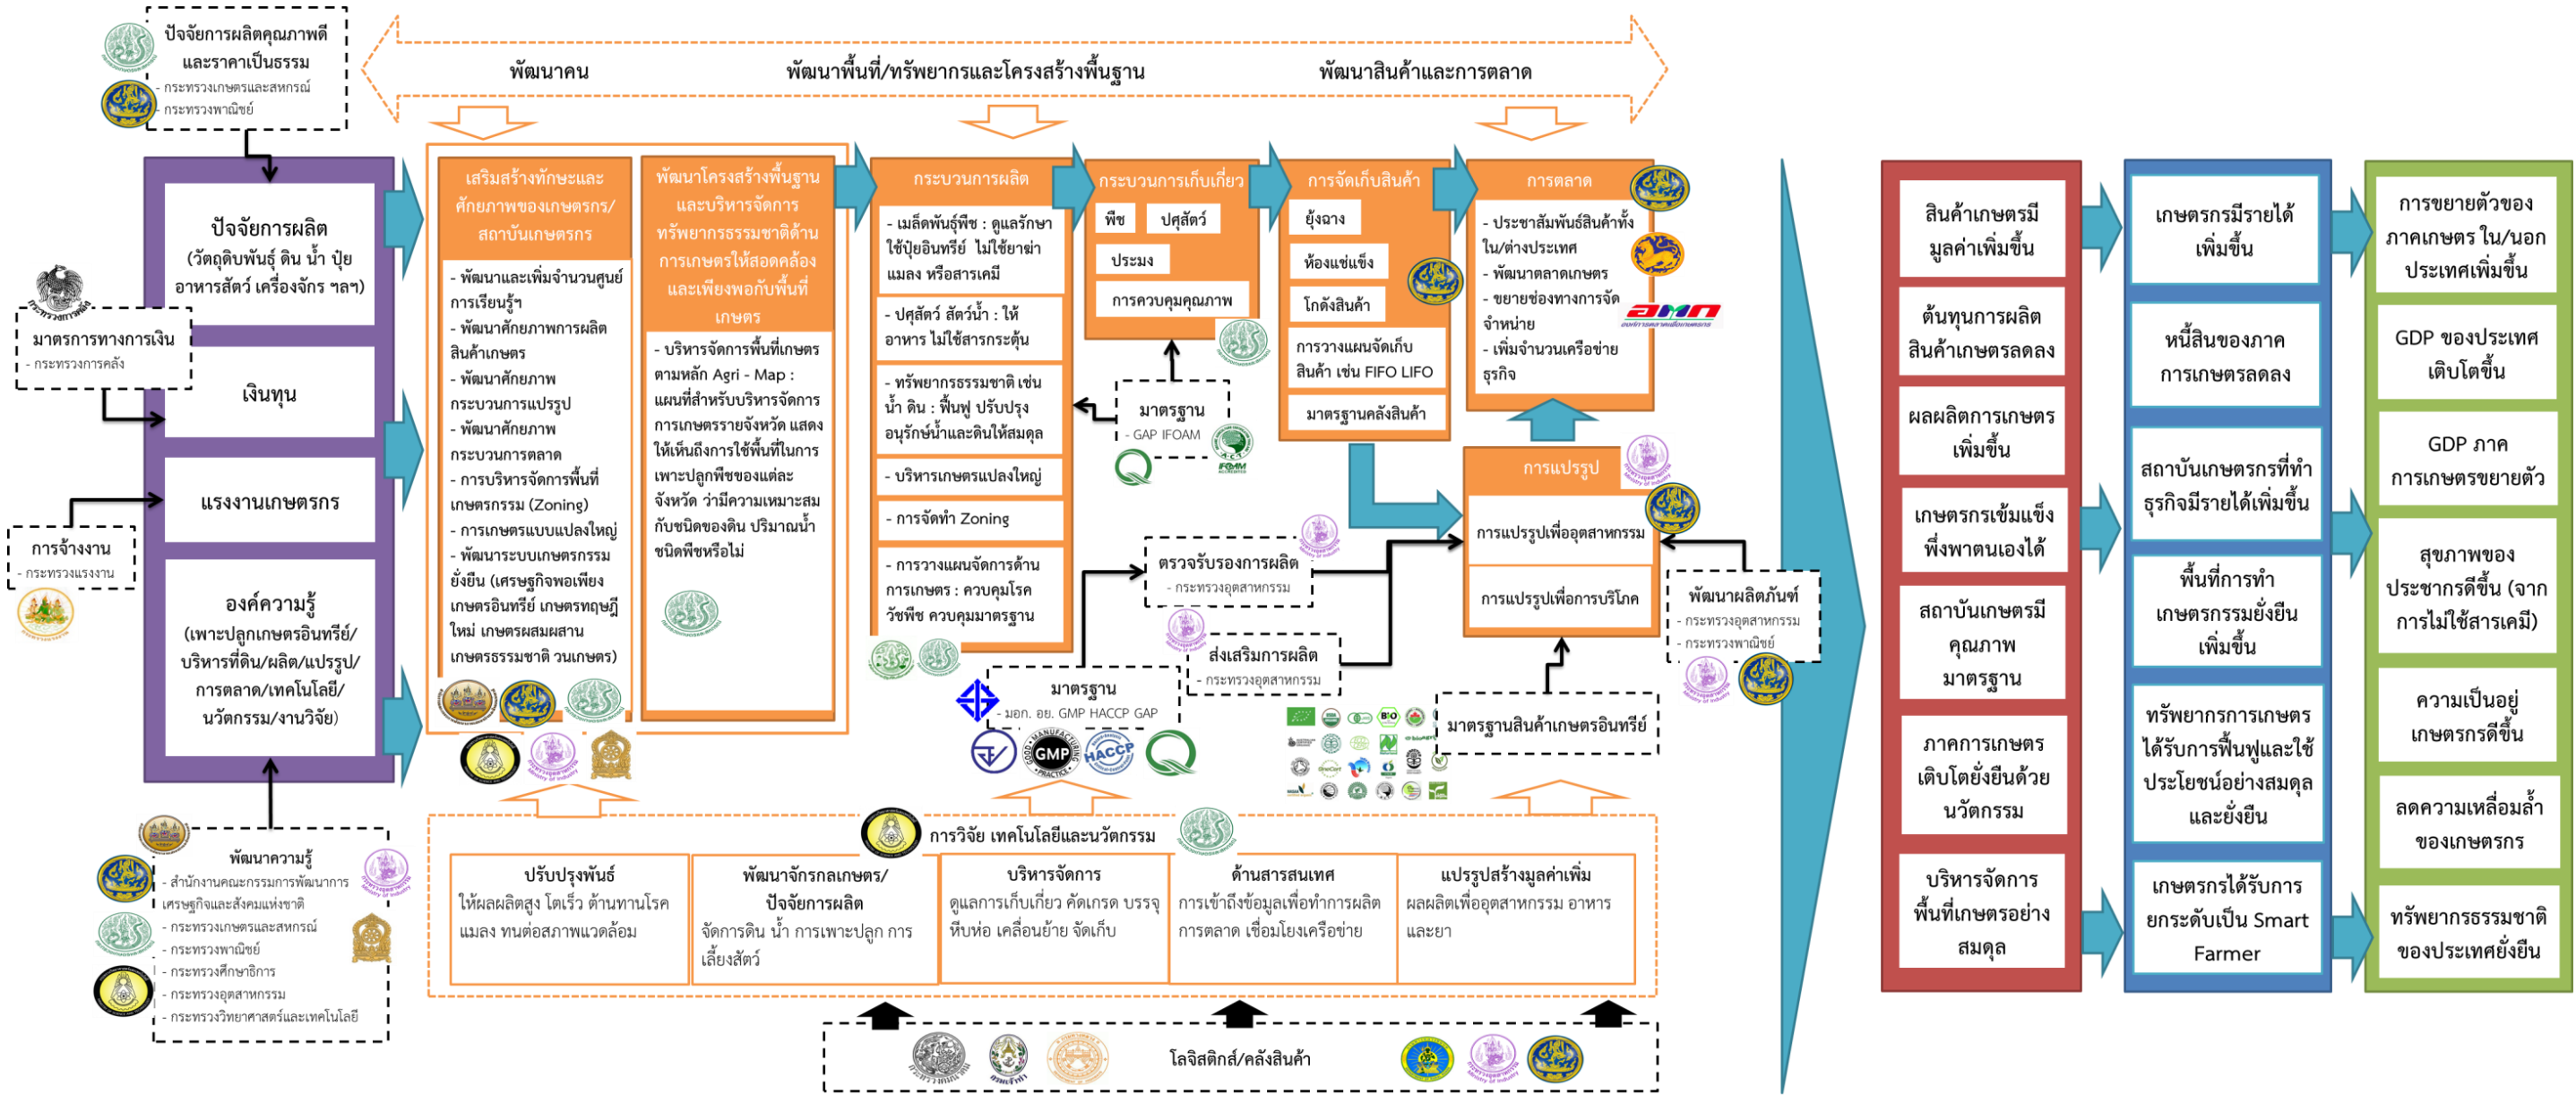 ปัจจัยการผลิตคุณภาพดี
และราคาเป็นธรรม
- กระทรวงเกษตรและสหกรณ์
- กระทรวงพาณิชย์
พัฒนาคน
พัฒนาพื้นที่/ทรัพยากรและโครงสร้างพื้นฐาน
พัฒนาสินค้าและการตลาด
ปัจจัยการผลิต
(วัตถุดิบพันธุ์ ดิน น้ำ ปุ๋ย
อาหารสัตว์ เครื่องจักร ฯลฯ)
เงินทุน
แรงงานเกษตรกร
องค์ความรู้
(เพาะปลูกเกษตรอินทรีย์/
บริหารที่ดิน/ผลิต/แปรรูป/
การตลาด/เทคโนโลยี/
นวัตกรรม/งานวิจัย)
กระทรวงการคลัง
มาตรการทางการเงิน
- กระทรวงการคลัง
การจ้างงาน
- กระทรวงแรงงาน
พัฒนาความรู้
- สำนักงานคณะกรรมการพัฒนาการ
เศรษฐกิจและสังคมแห่งชาติ
- กระทรวงเกษตรและสหกรณ์
- กระทรวงพาณิชย์
- กระทรวงศึกษาธิการ
- กระทรวงอุตสาหกรรม
- กระทรวงวิทยาศาสตร์และเทคโนโลยี
เสริมสร้างทักษะและ
ศักยภาพของเกษตรกร/
สถาบันเกษตรกร
- พัฒนาและเพิ่มจำนวนศูนย์
การเรียนรู้ฯ
- พัฒนาศักยภาพการผลิต
สินค้าเกษตร
- พัฒนาศักยภาพ
กระบวนการแปรรูป
- พัฒนาศักยภาพ
กระบวนการตลาด
- การบริหารจัดการพื้นที่
เกษตรกรรม (Zoning)
- การเกษตรแบบแปลงใหญ่
- พัฒนาระบบเกษตรกรรม
ยั่งยืน (เศรษฐกิจพอเพียง
เกษตรอินทรีย์ เกษตรทฤษฎี
ใหม่ เกษตรผสมผสาน
เกษตรธรรมชาติ วนเกษตร)
พัฒนาโครงสร้างพื้นฐาน
และบริหารจัดการ
ทรัพยากรธรรมชาติด้าน
การเกษตรให้สอดคล้อง
และเพียงพอกับพื้นที่
เกษตร
- บริหารจัดการพื้นที่เกษตร
ตามหลัก Agri - Map :
แผนที่สำหรับบริหารจัดการ
การเกษตรรายจังหวัด แสดง
ให้เห็นถึงการใช้พื้นที่ในการ
เพาะปลูกพืชของแต่ละ
จังหวัด ว่ามีความเหมาะสม
กับชนิดของดิน ปริมาณน้ำ
ชนิดพืชหรือไม่
กระบวนการผลิต
- เมล็ดพันธุ์พืช : ดูแลรักษา
ใช้ปุ๋ยอินทรีย์ ไม่ใช้ยาฆ่า
แมลง หรือสารเคมี
- ปศุสัตว์ สัตว์น้ำ : ให้
อาหาร ไม่ใช้สารกระตุ้น
- ทรัพยากรธรรมชาติ เช่น
น้ำ ดิน : ฟื้นฟู ปรับปรุง
อนุรักษ์น้ำและดินให้สมดุล
- บริหารเกษตรแปลงใหญ่
- การจัดทำ Zoning
- การวางแผนจัดการด้าน
การเกษตร : ควบคุมโรค
วัชพืช ควบคุมมาตรฐาน
กระบวนการเก็บเกี่ยว
พืช
ปศุสัตว์
ประมง
การควบคุมคุณภาพ
มาตรฐาน
- GAP IFOAM
IFOAM
ACCREDITED
การจัดเก็บสินค้า
ยุ้งฉาง
ห้องแช่แข็ง
โกดังสินค้า
การวางแผนจัดเก็บ
สินค้า เช่น FIFO LIFO
มาตรฐานคลังสินค้า
การตลาด
- ประชาสัมพันธ์สินค้าทั้ง
ใน/ต่างประเทศ
- พัฒนาตลาดเกษตร
- ขยายช่องทางการจัด
จำหน่าย
- เพิ่มจำนวนเครือข่าย
ธุรกิจ
อตก
องค์การตลาดเพื่อเกษตรกร
การแปรรูป
การแปรรูปเพื่ออุตสาหกรรม
การแปรรูปเพื่อการบริโภค
ตรวจรับรองการผลิต
- กระทรวงอุตสาหกรรม
ส่งเสริมการผลิต
- กระทรวงอุตสาหกรรม
มาตรฐาน
- มอก. อย. GMP HACCP GAP
GOOD MANUFACTURING
GMP
PRACTICE
HACCP
พัฒนาผลิตภัณฑ์
- กระทรวงอุตสาหกรรม
- กระทรวงพาณิชย์
มาตรฐานสินค้าเกษตรอินทรีย์
BIO
การวิจัย เทคโนโลยีและนวัตกรรม
ปรับปรุงพันธ์
ให้ผลผลิตสูง โตเร็ว ต้านทานโรค
แมลง ทนต่อสภาพแวดล้อม
พัฒนาจักรกลเกษตร/
ปัจจัยการผลิต
จัดการดิน น้ำ การเพาะปลูก การ
เลี้ยงสัตว์
บริหารจัดการ
ดูแลการเก็บเกี่ยว คัดเกรด บรรจุ
หีบห่อ เคลื่อนย้าย จัดเก็บ
ด้านสารสนเทศ
การเข้าถึงข้อมูลเพื่อทำการผลิต
การตลาด เชื่อมโยงเครือข่าย
แปรรูปสร้างมูลค่าเพิ่ม
ผลผลิตเพื่ออุตสาหกรรม อาหาร
และยา
กระทรวงคมนาคม
กรมเจ้าท่า
โลจิสติกส์/คลังสินค้า
สินค้าเกษตรมี
มูลค่าเพิ่มขึ้น
ต้นทุนการผลิต
สินค้าเกษตรลดลง
ผลผลิตการเกษตร
เพิ่มขึ้น
เกษตรกรเข้มแข็ง
พึ่งพาตนเองได้
สถาบันเกษตรมี
คุณภาพ
มาตรฐาน
ภาคการเกษตร
เติบโตยั่งยืนด้วย
นวัตกรรม
บริหารจัดการ
พื้นที่เกษตรอย่าง
สมดุล
เกษตรกรมีรายได้
เพิ่มขึ้น
หนี้สินของภาค
การเกษตรลดลง
สถาบันเกษตรกรที่ทำ
ธุรกิจมีรายได้เพิ่มขึ้น
พื้นที่การทำ
เกษตรกรรมยั่งยืน
เพิ่มขึ้น
ทรัพยากรการเกษตร
ได้รับการฟื้นฟูและใช้
ประโยชน์อย่างสมดุล
และยั่งยืน
เกษตรกรได้รับการ
ยกระดับเป็น Smart
Farmer
การขยายตัวของ
ภาคเกษตร ใน/นอก
ประเทศเพิ่มขึ้น
GDP ของประเทศ
เติบโตขึ้น
GDP ภาค
การเกษตรขยายตัว
สุขภาพของ
ประชากรดีขึ้น (จาก
การไม่ใช้สารเคมี)
ความเป็นอยู่
เกษตรกรดีขึ้น
ลดความเหลื่อมล้ำ
ของเกษตรกร
ทรัพยากรธรรมชาติ
ของประเทศยั่งยืน